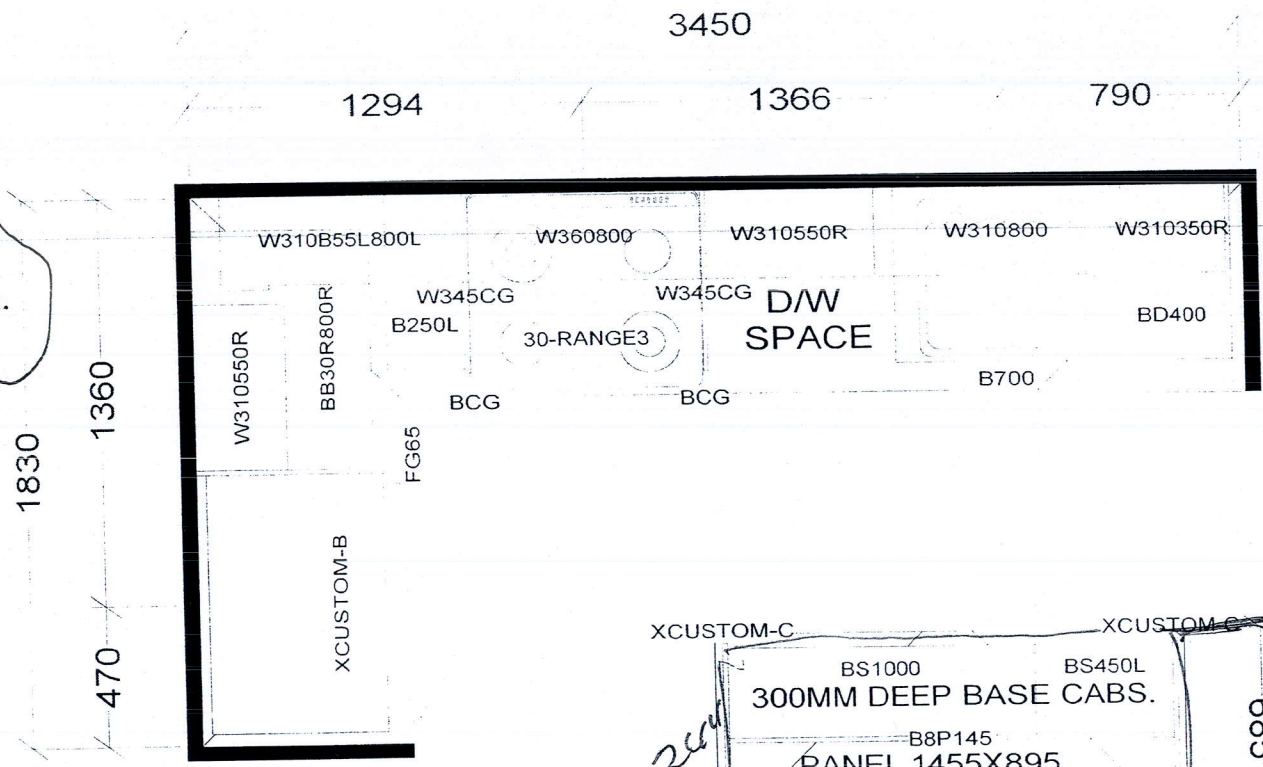 3450
1294 1366 790
W310B55L800L W360800 W310550R W310800 W310350R
W345CG W345CG D/W
SPACE
B250L 30-RANGE3 BD400
W310550R
BB30R800R
B700
BCG BCG
FG65
1360
1830
470
XCUSTOM-B
XCUSTOM-C XCUSTOM-C
BS1000 BS450L
300MM DEEP BASE CABS.
B8P145
PANEL 1455X895